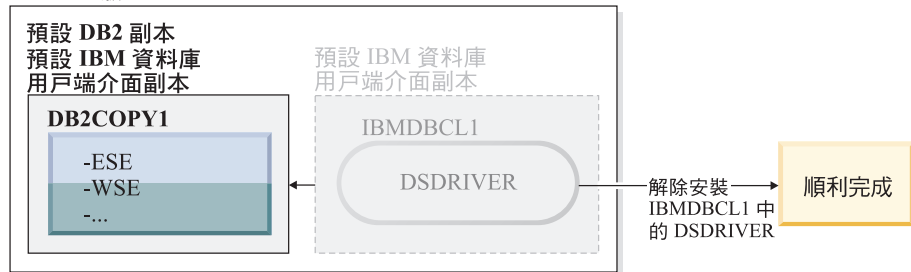 預設 DB2 副本
預設 IBM 資料庫
用戶端介面副本
DB2COPY1
-ESE
-WSE
-...
預設 IBM 資料庫
用戶端介面副本
IBMDBCL1
DSDRIVER
解除安裝
IBMDBCL1 中
的 DSDRIVER
順利完成